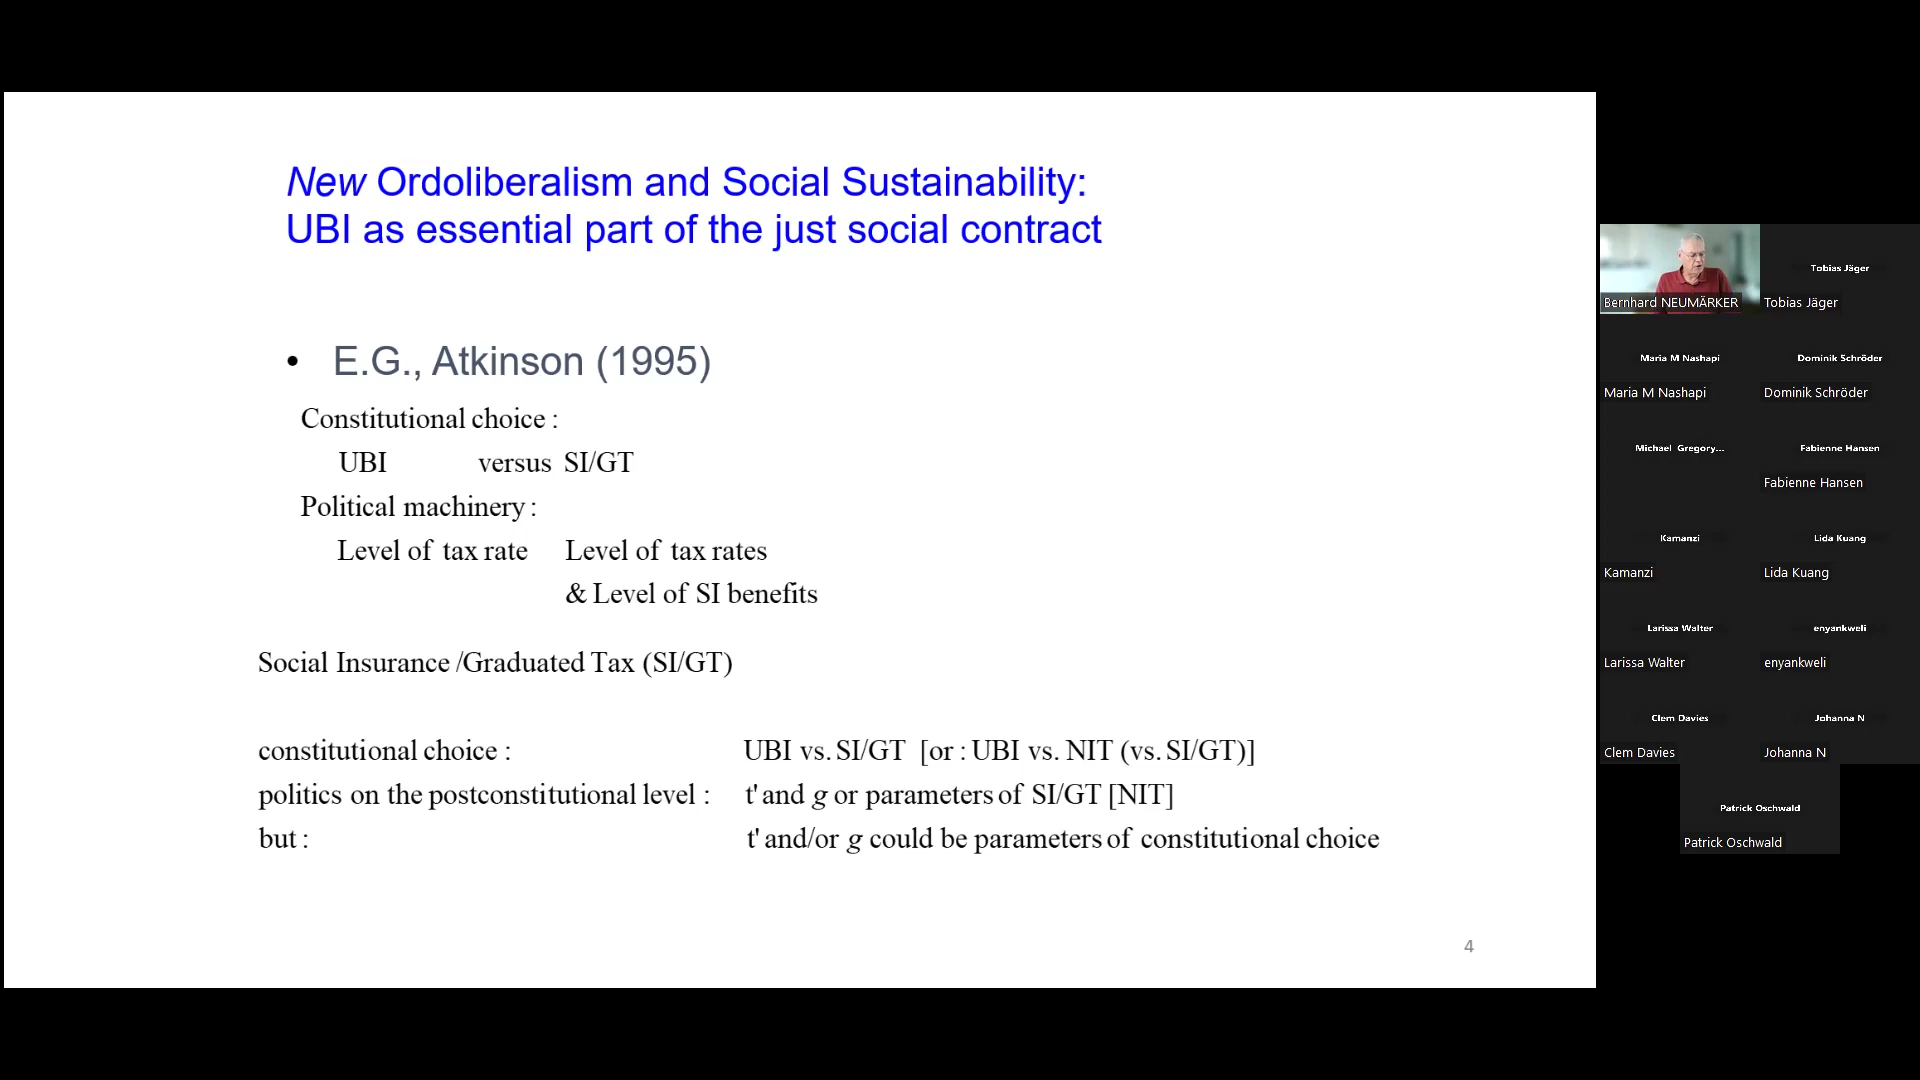 New Ordoliberalism and Social Sustainability:
UBI as essential part of the just social contract
• E.G., Atkinson (1995)
Constitutional choice :
UBI versus SI/GT
Political machinery :
Level of tax rate Level of tax rates
& Level of SI benefits
Social Insurance /Graduated Tax (SI/GT)
constitutional choice : UBI vs. SI/GT [or : UBI vs. NIT (vs. SI/GT)]
politics on the postconstitutional level : t' and g or parameters of SI/GT [NIT]
but : t' and/or g could be parameters of constitutional choice
4
Bernhard NEUMÄRKER
Tobias Jäger
Tobias Jäger
Maria M Nashapi
Maria M Nashapi
Dominik Schröder
Dominik Schröder
Michael Gregory...
Fabienne Hansen
Fabienne Hansen
Kamanzi
Kamanzi
Lida Kuang
Lida Kuang
Larissa Walter
Larissa Walter
enyankweli
enyankweli
Clem Davies
Clem Davies
Johanna N
Johanna N
Patrick Oschwald
Patrick Oschwald